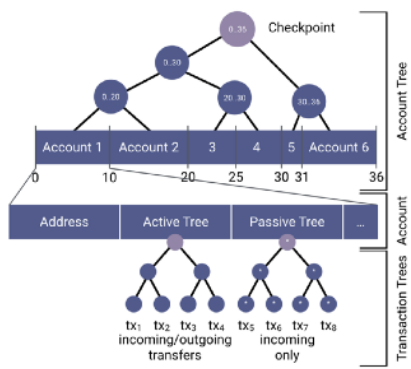 0..36
Checkpoint
0..30
0..20
20..30
30..36
Account 1
Account 2
3
4
5
Account 6
0
10
20
25
30
31
36
Account Tree
Address
Active Tree
Passive Tree
...
Account
*
* *
* * * *
tx₁ tx₂ tx₃ tx₄
tx₅ tx₆ tx₇ tx₈
incoming/outgoing
transfers
incoming
only
Transaction Trees